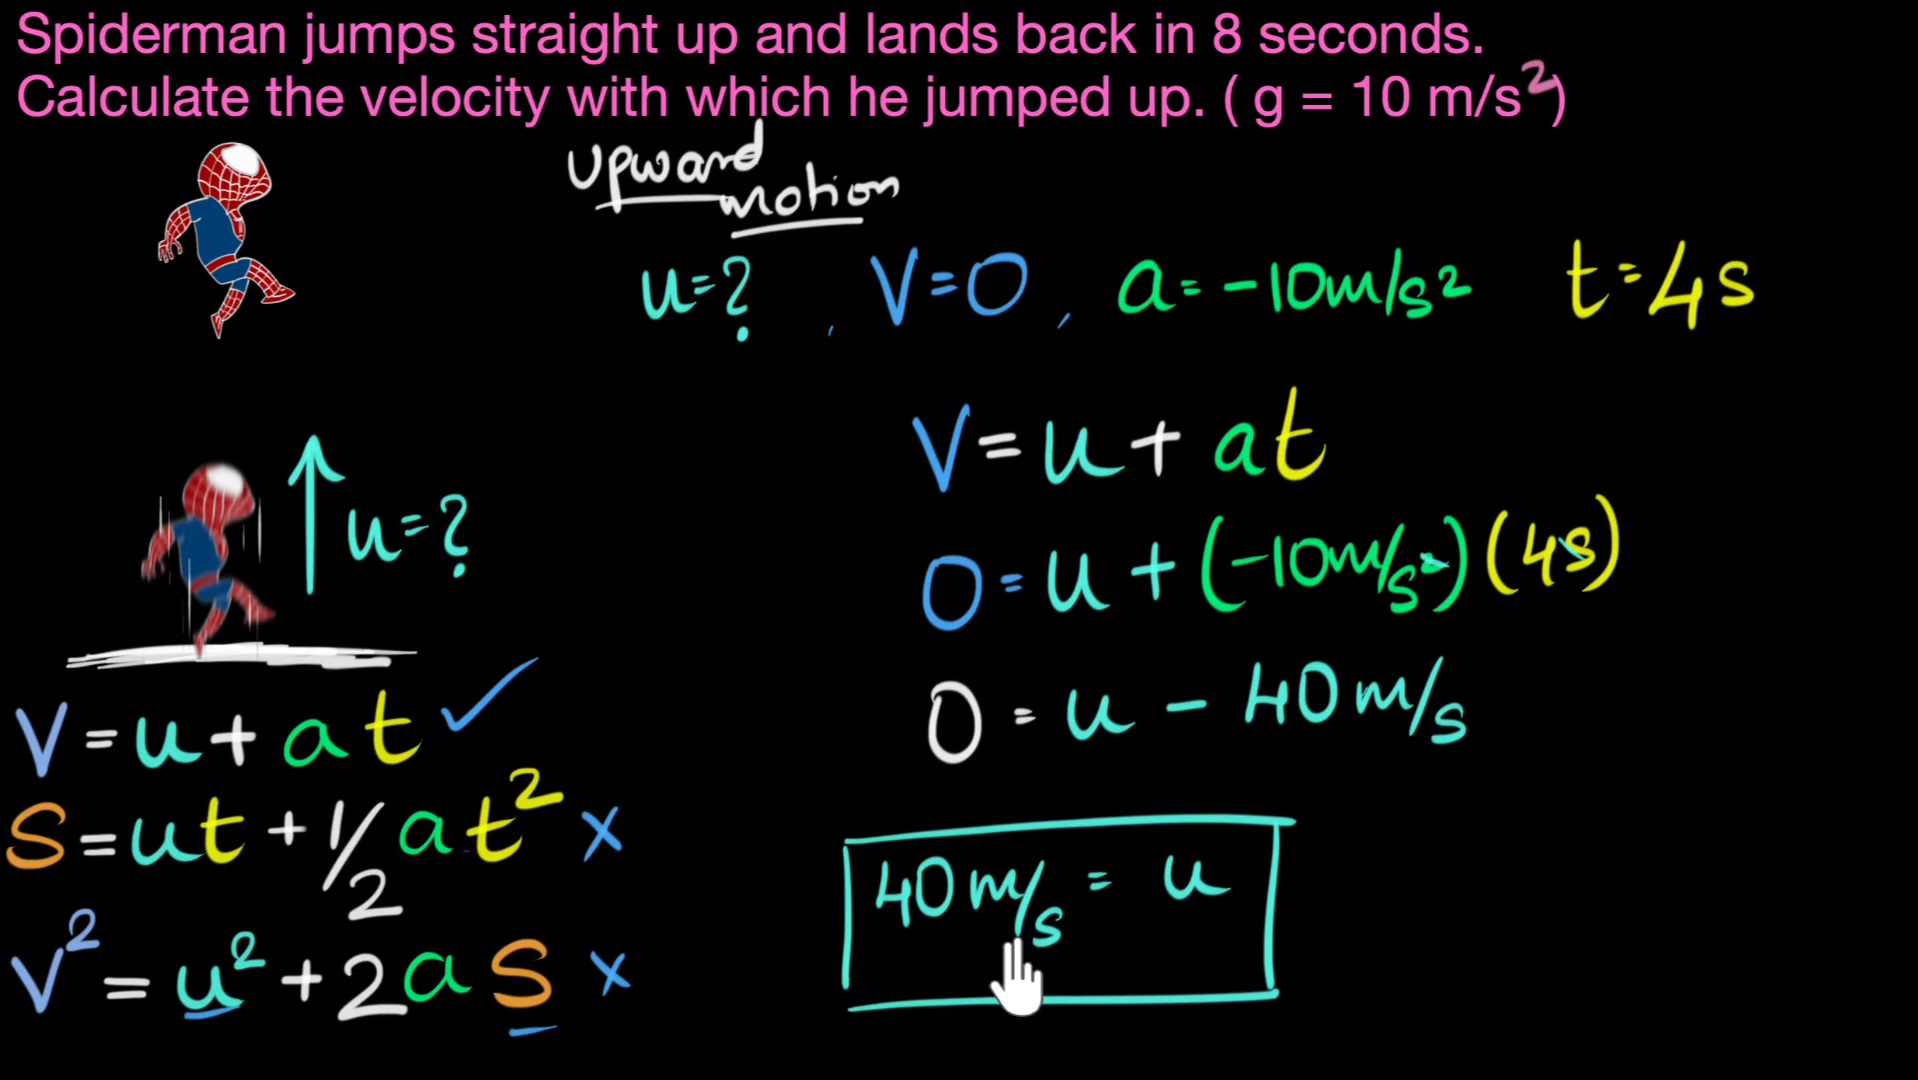 Spiderman jumps straight up and lands back in 8 seconds.
Calculate the velocity with which he jumped up. ( g = 10 m/s²)
Upward
motion
u=? , V=0 , a=-10m/s² t=4s
V=u+at
0=u+(-10m/s²)(4s)
0=u-40m/s
40m/s=u
u=?
V=u+at ✓
S=ut+1/2at² x
V²=u²+2aS x